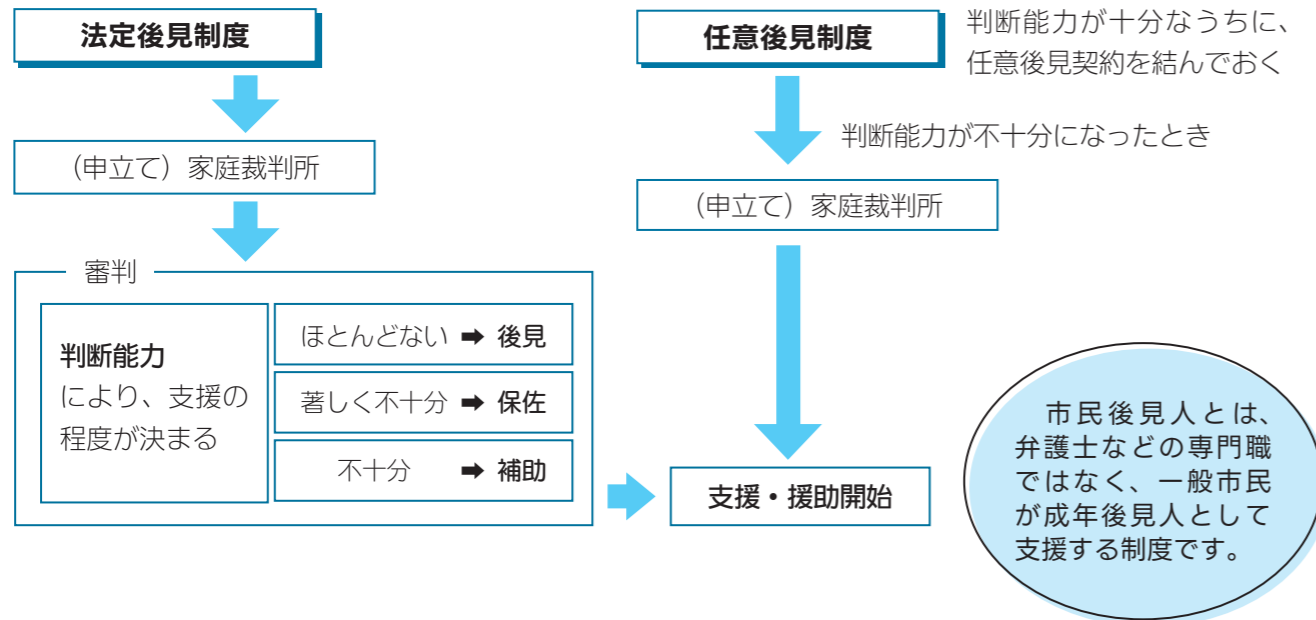 法定後見制度
（申立て）家庭裁判所
審判
判断能力
により、支援の
程度が決まる
ほとんどない ➡ 後見
著しく不十分 ➡ 保佐
不十分 ➡ 補助
任意後見制度
判断能力が十分なうちに、
任意後見契約を結んでおく
判断能力が不十分になったとき
（申立て）家庭裁判所
支援・援助開始
市民後見人とは、
弁護士などの専門職
ではなく、一般市民
が成年後見人として
支援する制度です。